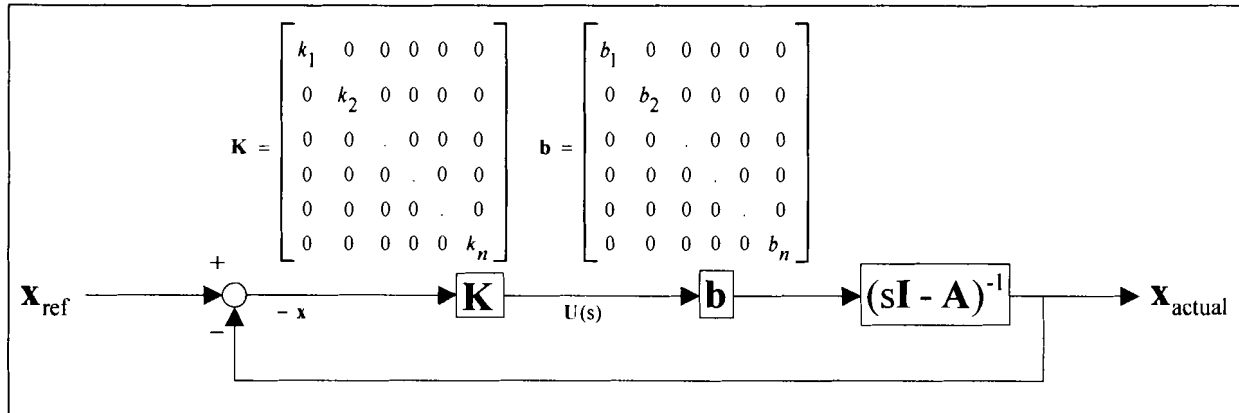 k1 0 0 0 0 0
0 k2 0 0 0 0
K = 0 0 . 0 0 0
0 0 0 . 0 0
0 0 0 0 . 0
0 0 0 0 0 kn
b1 0 0 0 0 0
0 b2 0 0 0 0
b = 0 0 . 0 0 0
0 0 0 . 0 0
0 0 0 0 . 0
0 0 0 0 0 bn
xref + − − x K U(s) b (sI - A)-1 xactual